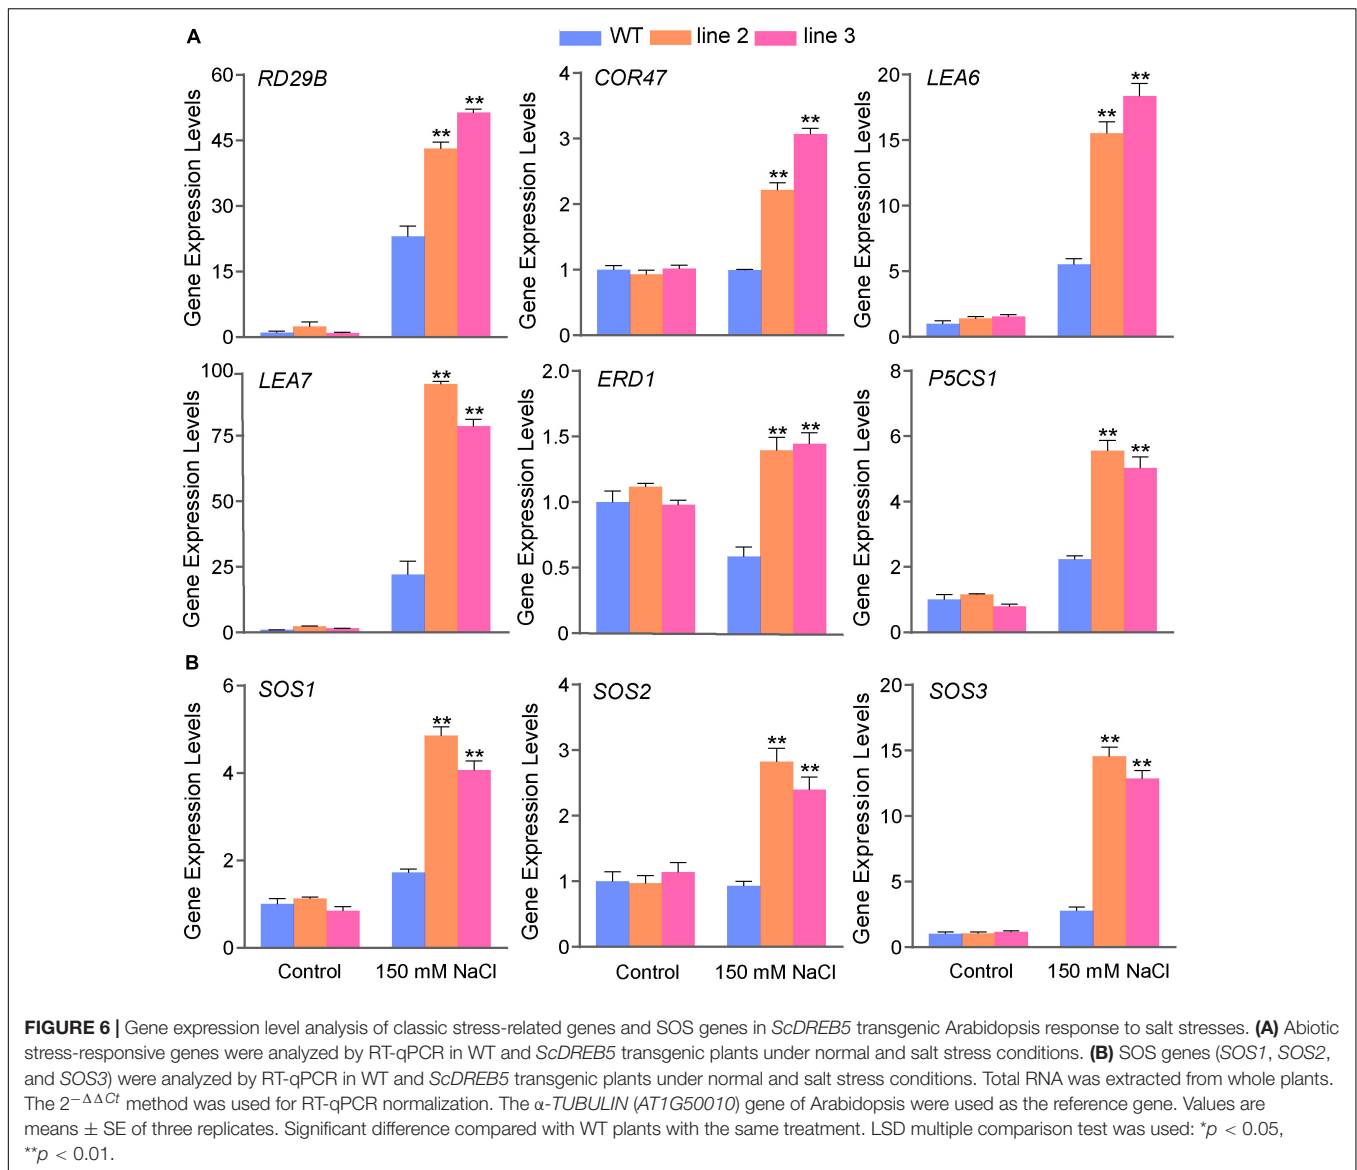 A
WT line 2 line 3
RD29B
Gene Expression Levels
60
45
30
15
0
**
**
COR47
Gene Expression Levels
4
3
2
1
0
**
**
LEA6
Gene Expression Levels
20
15
10
5
0
**
**
LEA7
Gene Expression Levels
100
75
50
25
0
**
**
ERD1
Gene Expression Levels
2.0
1.5
1.0
0.5
0
**
**
P5CS1
Gene Expression Levels
8
6
4
2
0
**
**
B
SOS1
Gene Expression Levels
6
4
2
0
**
**
Control 150 mM NaCl
SOS2
Gene Expression Levels
4
3
2
1
0
**
**
Control 150 mM NaCl
SOS3
Gene Expression Levels
20
15
10
5
0
**
**
Control 150 mM NaCl
FIGURE 6 | Gene expression level analysis of classic stress-related genes and SOS genes in ScDREB5 transgenic Arabidopsis response to salt stresses. (A) Abiotic
stress-responsive genes were analyzed by RT-qPCR in WT and ScDREB5 transgenic plants under normal and salt stress conditions. (B) SOS genes (SOS1, SOS2,
and SOS3) were analyzed by RT-qPCR in WT and ScDREB5 transgenic plants under normal and salt stress conditions. Total RNA was extracted from whole plants.
The 2−ΔΔCt method was used for RT-qPCR normalization. The α-TUBULIN (AT1G50010) gene of Arabidopsis were used as the reference gene. Values are
means ± SE of three replicates. Significant difference compared with WT plants with the same treatment. LSD multiple comparison test was used: *p < 0.05,
**p < 0.01.